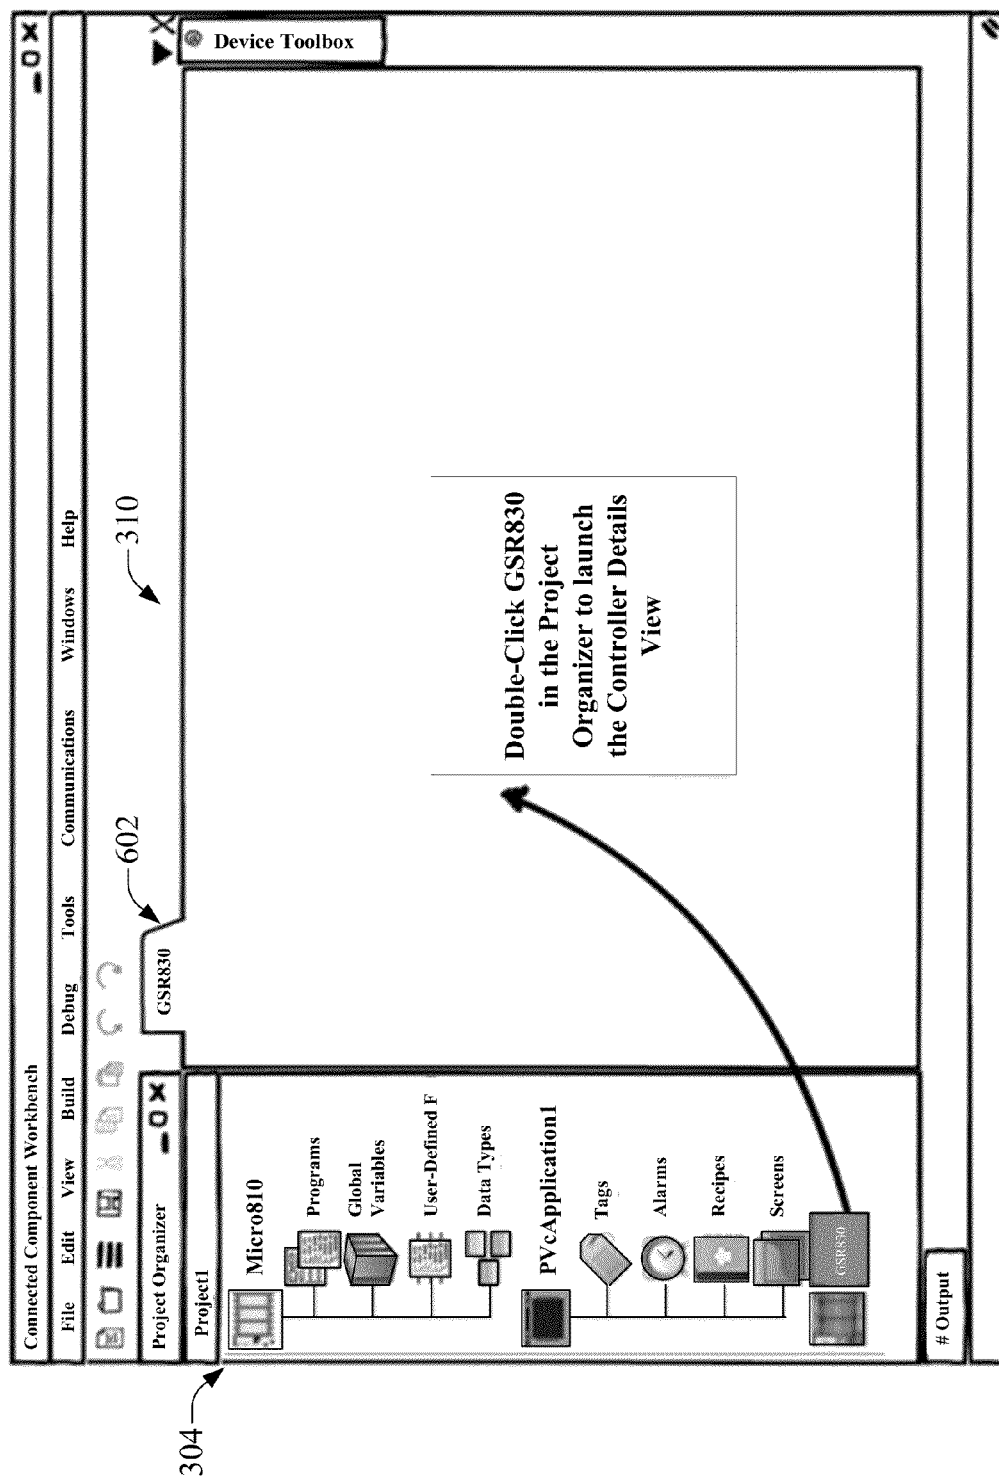 Connected Component Workbench
File Edit View Build Debug Tools Communications Windows Help
310
602
Project Organizer
GSR830
Device Toolbox
Project1
304
Micro810
Programs
Global
Variables
User-Defined F
Data Types
PVcApplication1
Tags
Alarms
Recipes
Screens
GSR830
Double-Click GSR830
in the Project
Organizer to launch
the Controller Details
View
# Output